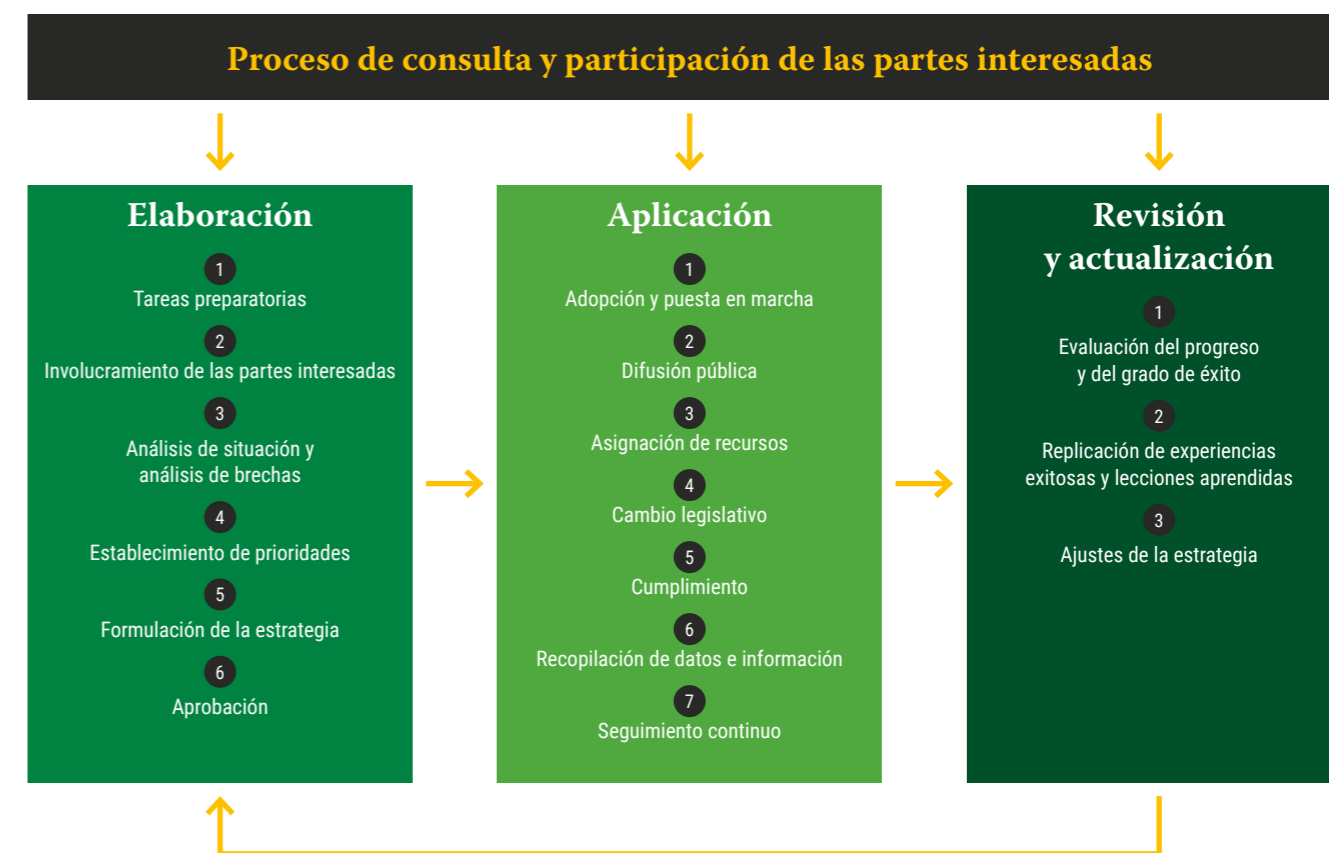 Proceso de consulta y participación de las partes interesadas
Elaboración
1
Tareas preparatorias
2
Involucramiento de las partes interesadas
3
Análisis de situación y
análisis de brechas
4
Establecimiento de prioridades
5
Formulación de la estrategia
6
Aprobación
Aplicación
1
Adopción y puesta en marcha
2
Difusión pública
3
Asignación de recursos
4
Cambio legislativo
5
Cumplimiento
6
Recopilación de datos e información
7
Seguimiento continuo
Revisión
y actualización
1
Evaluación del progreso
y del grado de éxito
2
Replicación de experiencias
exitosas y lecciones aprendidas
3
Ajustes de la estrategia